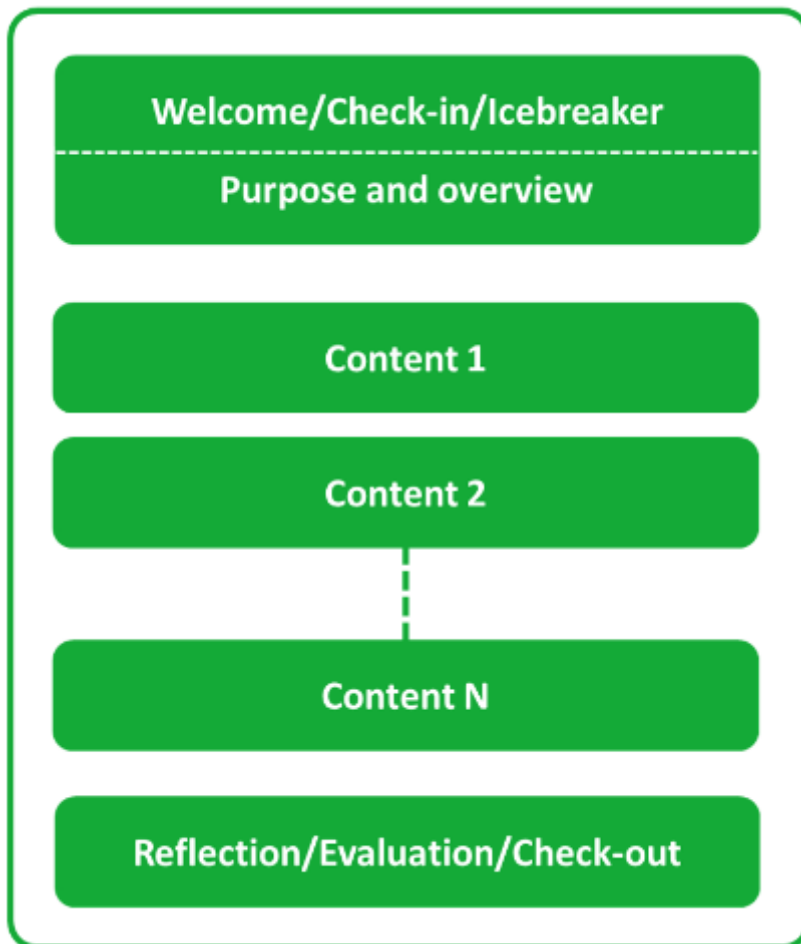 Welcome/Check-in/Icebreaker
Purpose and overview
Content 1
Content 2
Content N
Reflection/Evaluation/Check-out